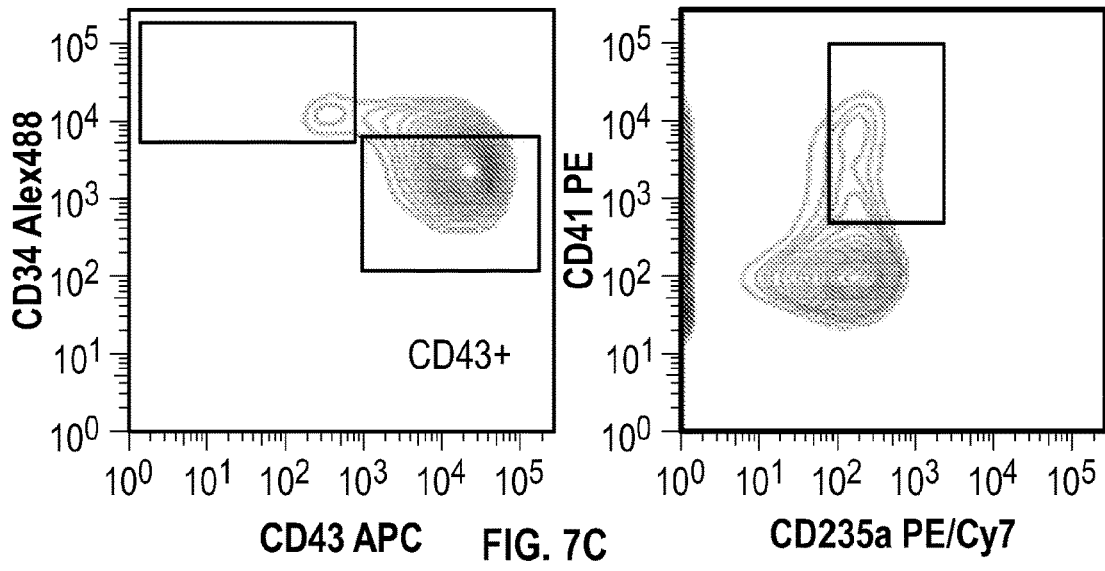 CD34 Alex488
10⁵
10⁴
10³
10²
10¹
10⁰
CD43+
10⁰ 10¹ 10² 10³ 10⁴ 10⁵
CD43 APC
CD41 PE
10⁵
10⁴
10³
10²
10¹
10⁰
10⁰ 10¹ 10² 10³ 10⁴ 10⁵
CD235a PE/Cy7
FIG. 7C